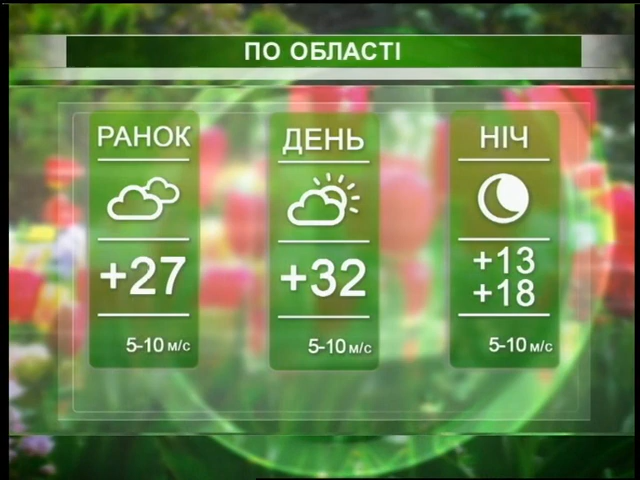 ПО ОБЛАСТІ
РАНОК
+27
5-10 м/с
ДЕНЬ
+32
5-10 м/с
НІЧ
+13
+18
5-10 м/с